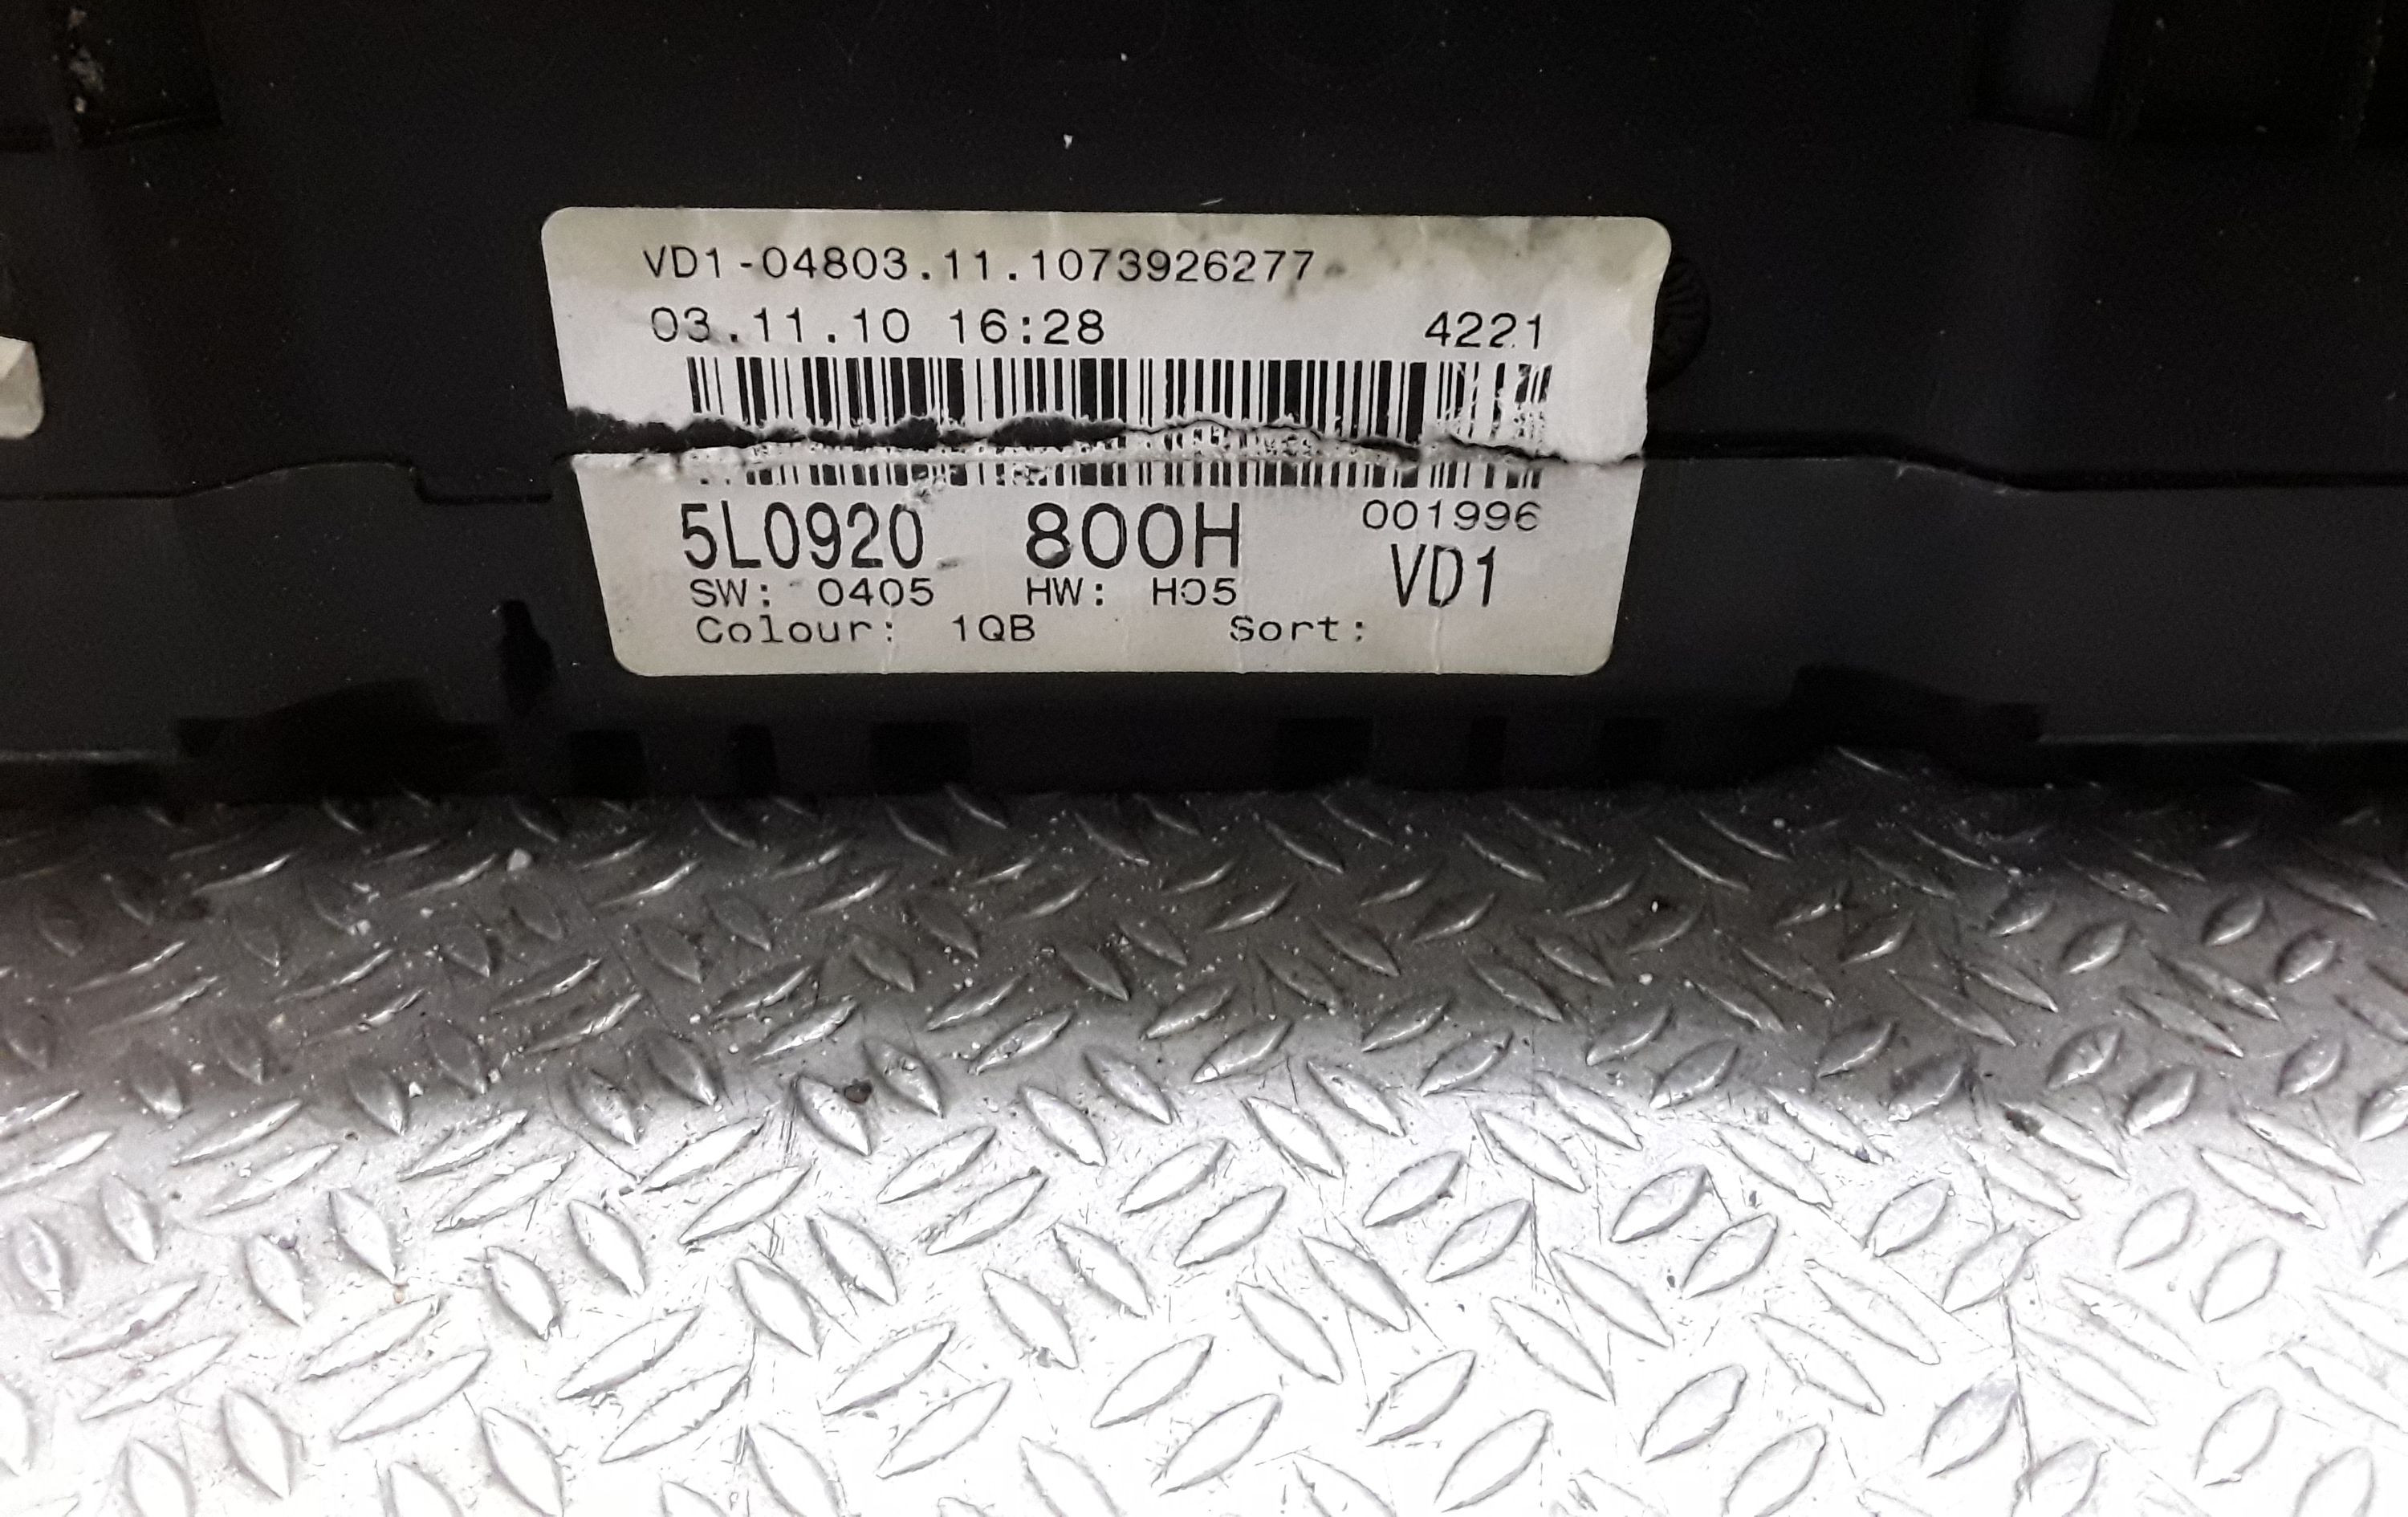 VD1-04803.11.1073926277
03.11.10 16:28 4221
001996
5L0920 800H
VD1
SW: 0405 HW: H05
Colour: 1QB Sort: